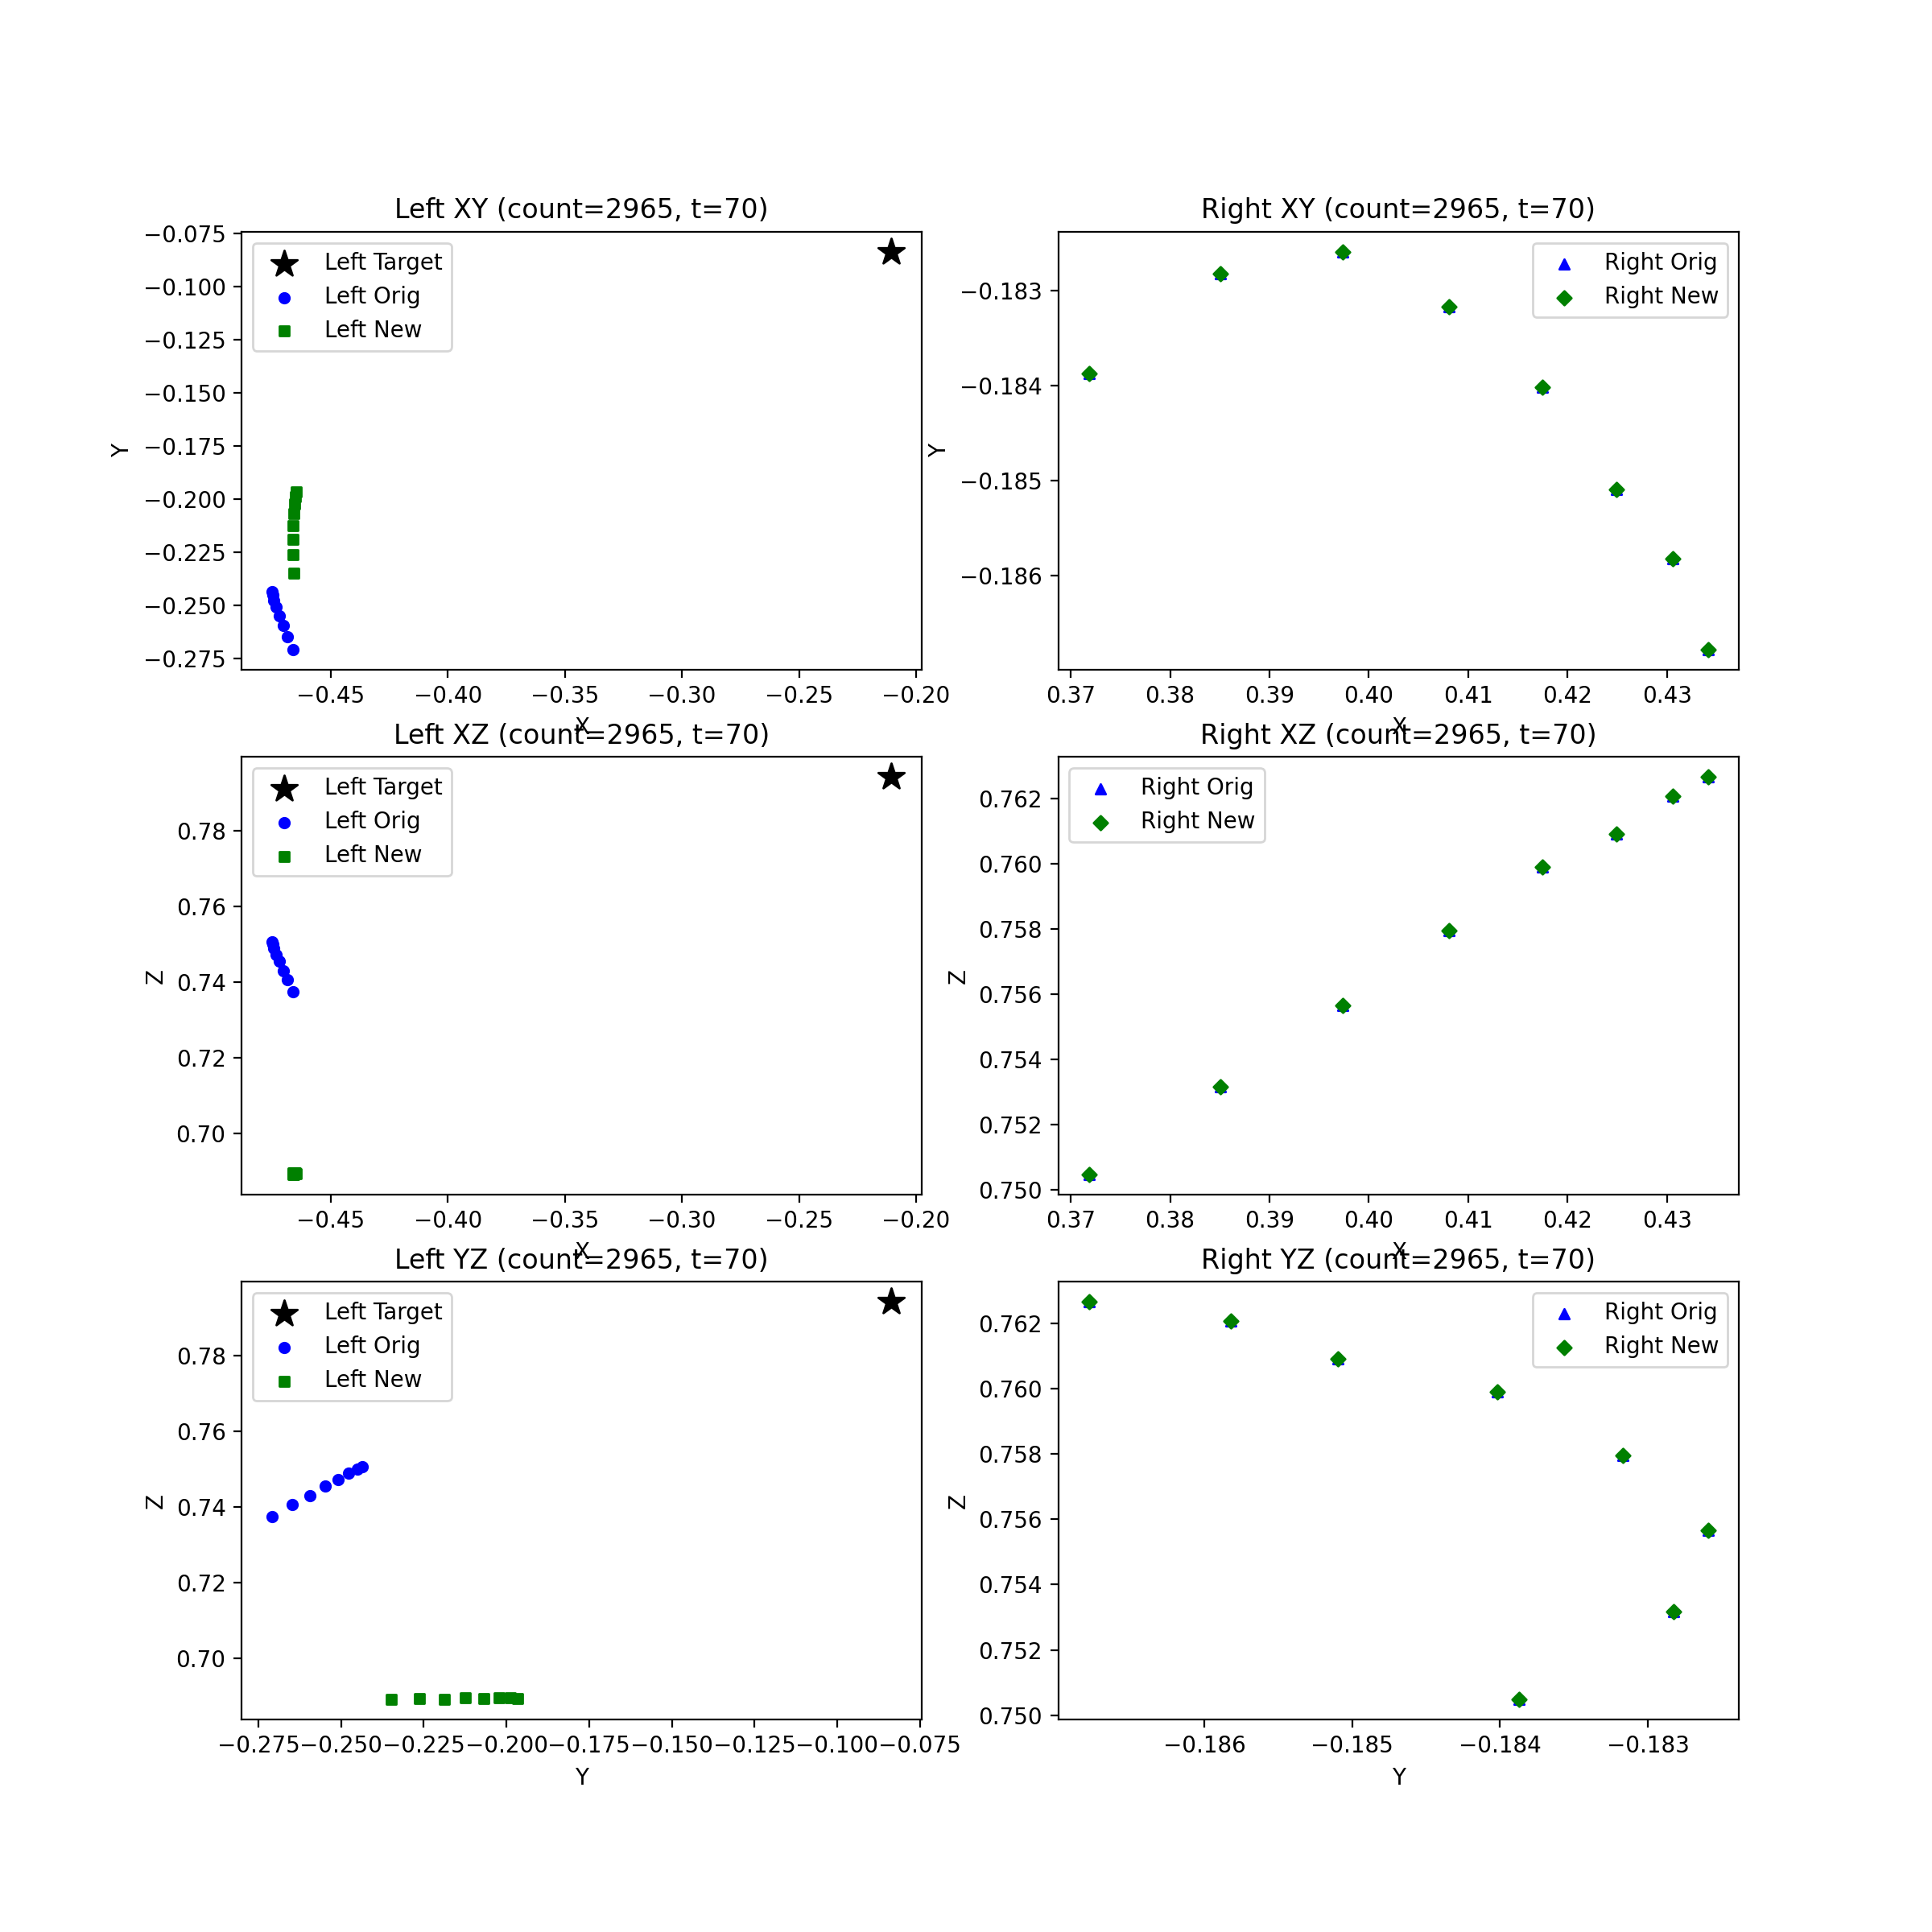 Left XY (count=2965, t=70)
Left Target
Left Orig
Left New
−0.075
−0.100
−0.125
−0.150
−0.175
−0.200
−0.225
−0.250
−0.275
Y
−0.45 −0.40 −0.35 −0.30 −0.25 −0.20
X
Right XY (count=2965, t=70)
Right Orig
Right New
−0.183
−0.184
−0.185
−0.186
Y
0.37 0.38 0.39 0.40 0.41 0.42 0.43
X
Left XZ (count=2965, t=70)
Left Target
Left Orig
Left New
0.78
0.76
0.74
0.72
0.70
Z
−0.45 −0.40 −0.35 −0.30 −0.25 −0.20
X
Right XZ (count=2965, t=70)
Right Orig
Right New
0.762
0.760
0.758
0.756
0.754
0.752
0.750
Z
0.37 0.38 0.39 0.40 0.41 0.42 0.43
X
Left YZ (count=2965, t=70)
Left Target
Left Orig
Left New
0.78
0.76
0.74
0.72
0.70
Z
−0.275 −0.250 −0.225 −0.200 −0.175 −0.150 −0.125 −0.100 −0.075
Y
Right YZ (count=2965, t=70)
Right Orig
Right New
0.762
0.760
0.758
0.756
0.754
0.752
0.750
Z
−0.186 −0.185 −0.184 −0.183
Y